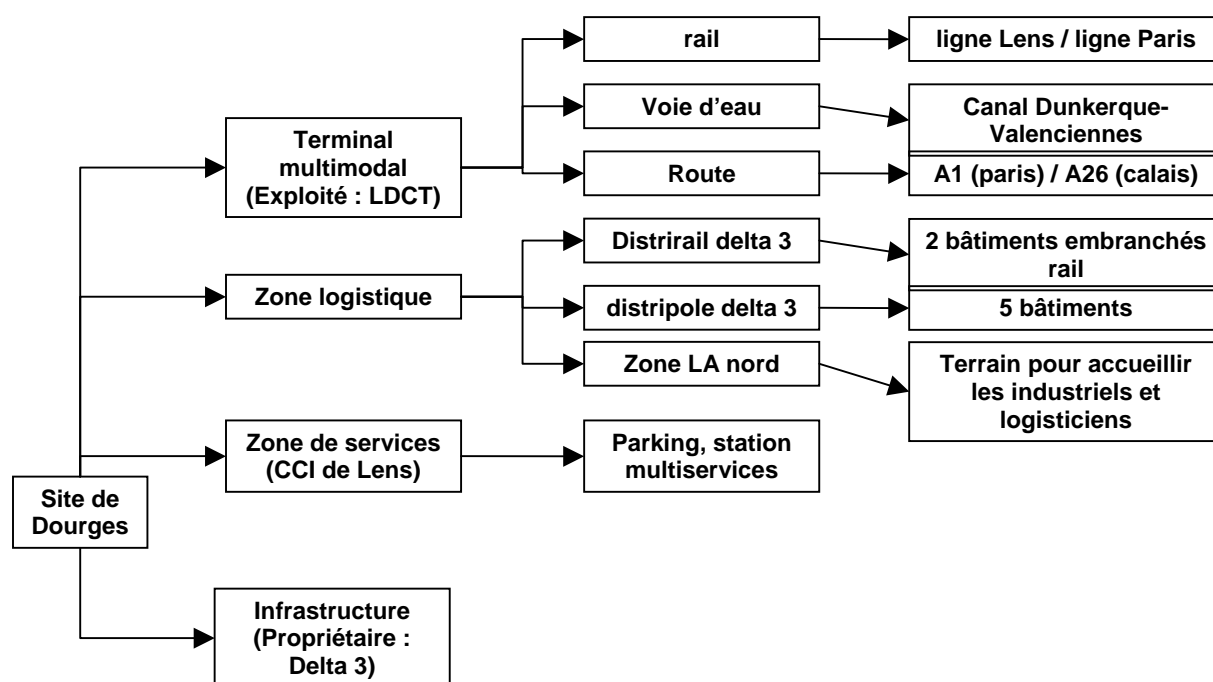 rail
ligne Lens / ligne Paris
Voie d’eau
Canal Dunkerque-
Valenciennes
Terminal
multimodal
(Exploité : LDCT)
Route
A1 (paris) / A26 (calais)
Distrirail delta 3
2 bâtiments embranchés
rail
Zone logistique
distripole delta 3
5 bâtiments
Zone LA nord
Terrain pour accueillir
les industriels et
logisticiens
Zone de services
(CCI de Lens)
Parking, station
multiservices
Site de
Dourges
Infrastructure
(Propriétaire :
Delta 3)